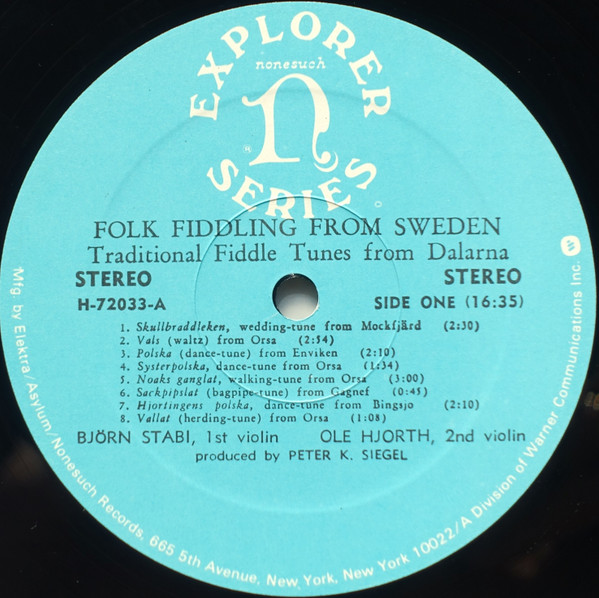 EXPLORER
nonesuch
n
®
SERIES
FOLK FIDDLING FROM SWEDEN
Traditional Fiddle Tunes from Dalarna
STEREO STEREO
H-72033-A SIDE ONE (16:35)
1. Skullbraddleken, wedding-tune from Mockfjärd (2:30)
2. Vals (waltz) from Orsa (2:54)
3. Polska (dance-tune) from Enviken (2:10)
4. Systerpolska, dance-tune from Orsa (1:34)
5. Noaks ganglat, walking-tune from Orsa (3:00)
6. Sackpipslat (bagpipe-tune) from Gagnef (0:45)
7. Hjortingens polska, dance-tune from Bingsjo (2:10)
8. Vallat (herding-tune) from Orsa (1:08)
BJÖRN STABI, 1st violin OLE HJORTH, 2nd violin
produced by PETER K. SIEGEL
Mfg. by Elektra/Asylum/Nonesuch Records, 665 5th Avenue, New York, New York 10022/A Division of Warner Communications Inc. W